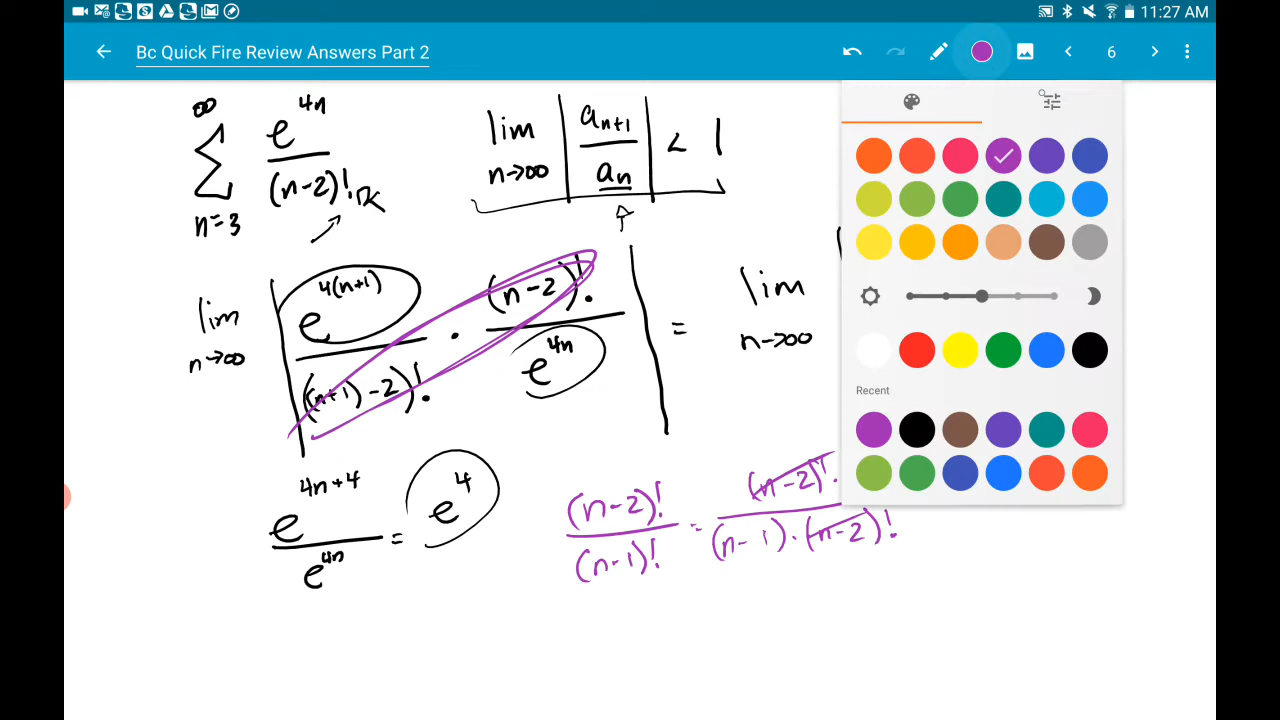 11:27 AM
Bc Quick Fire Review Answers Part 2
6
∞ Σ n=3 e^{4n} / (n-2)!
lim n→∞ | a_{n+1} / a_n | < 1
lim n→∞ | e^{4(n+1)} / ((n+1)-2)! · (n-2)! / e^{4n} | = lim n→∞
e^{4n+4} / e^{4n} = e^4
(n-2)! / (n-1)! = (n-2)! / (n-1)·(n-2)!
Recent